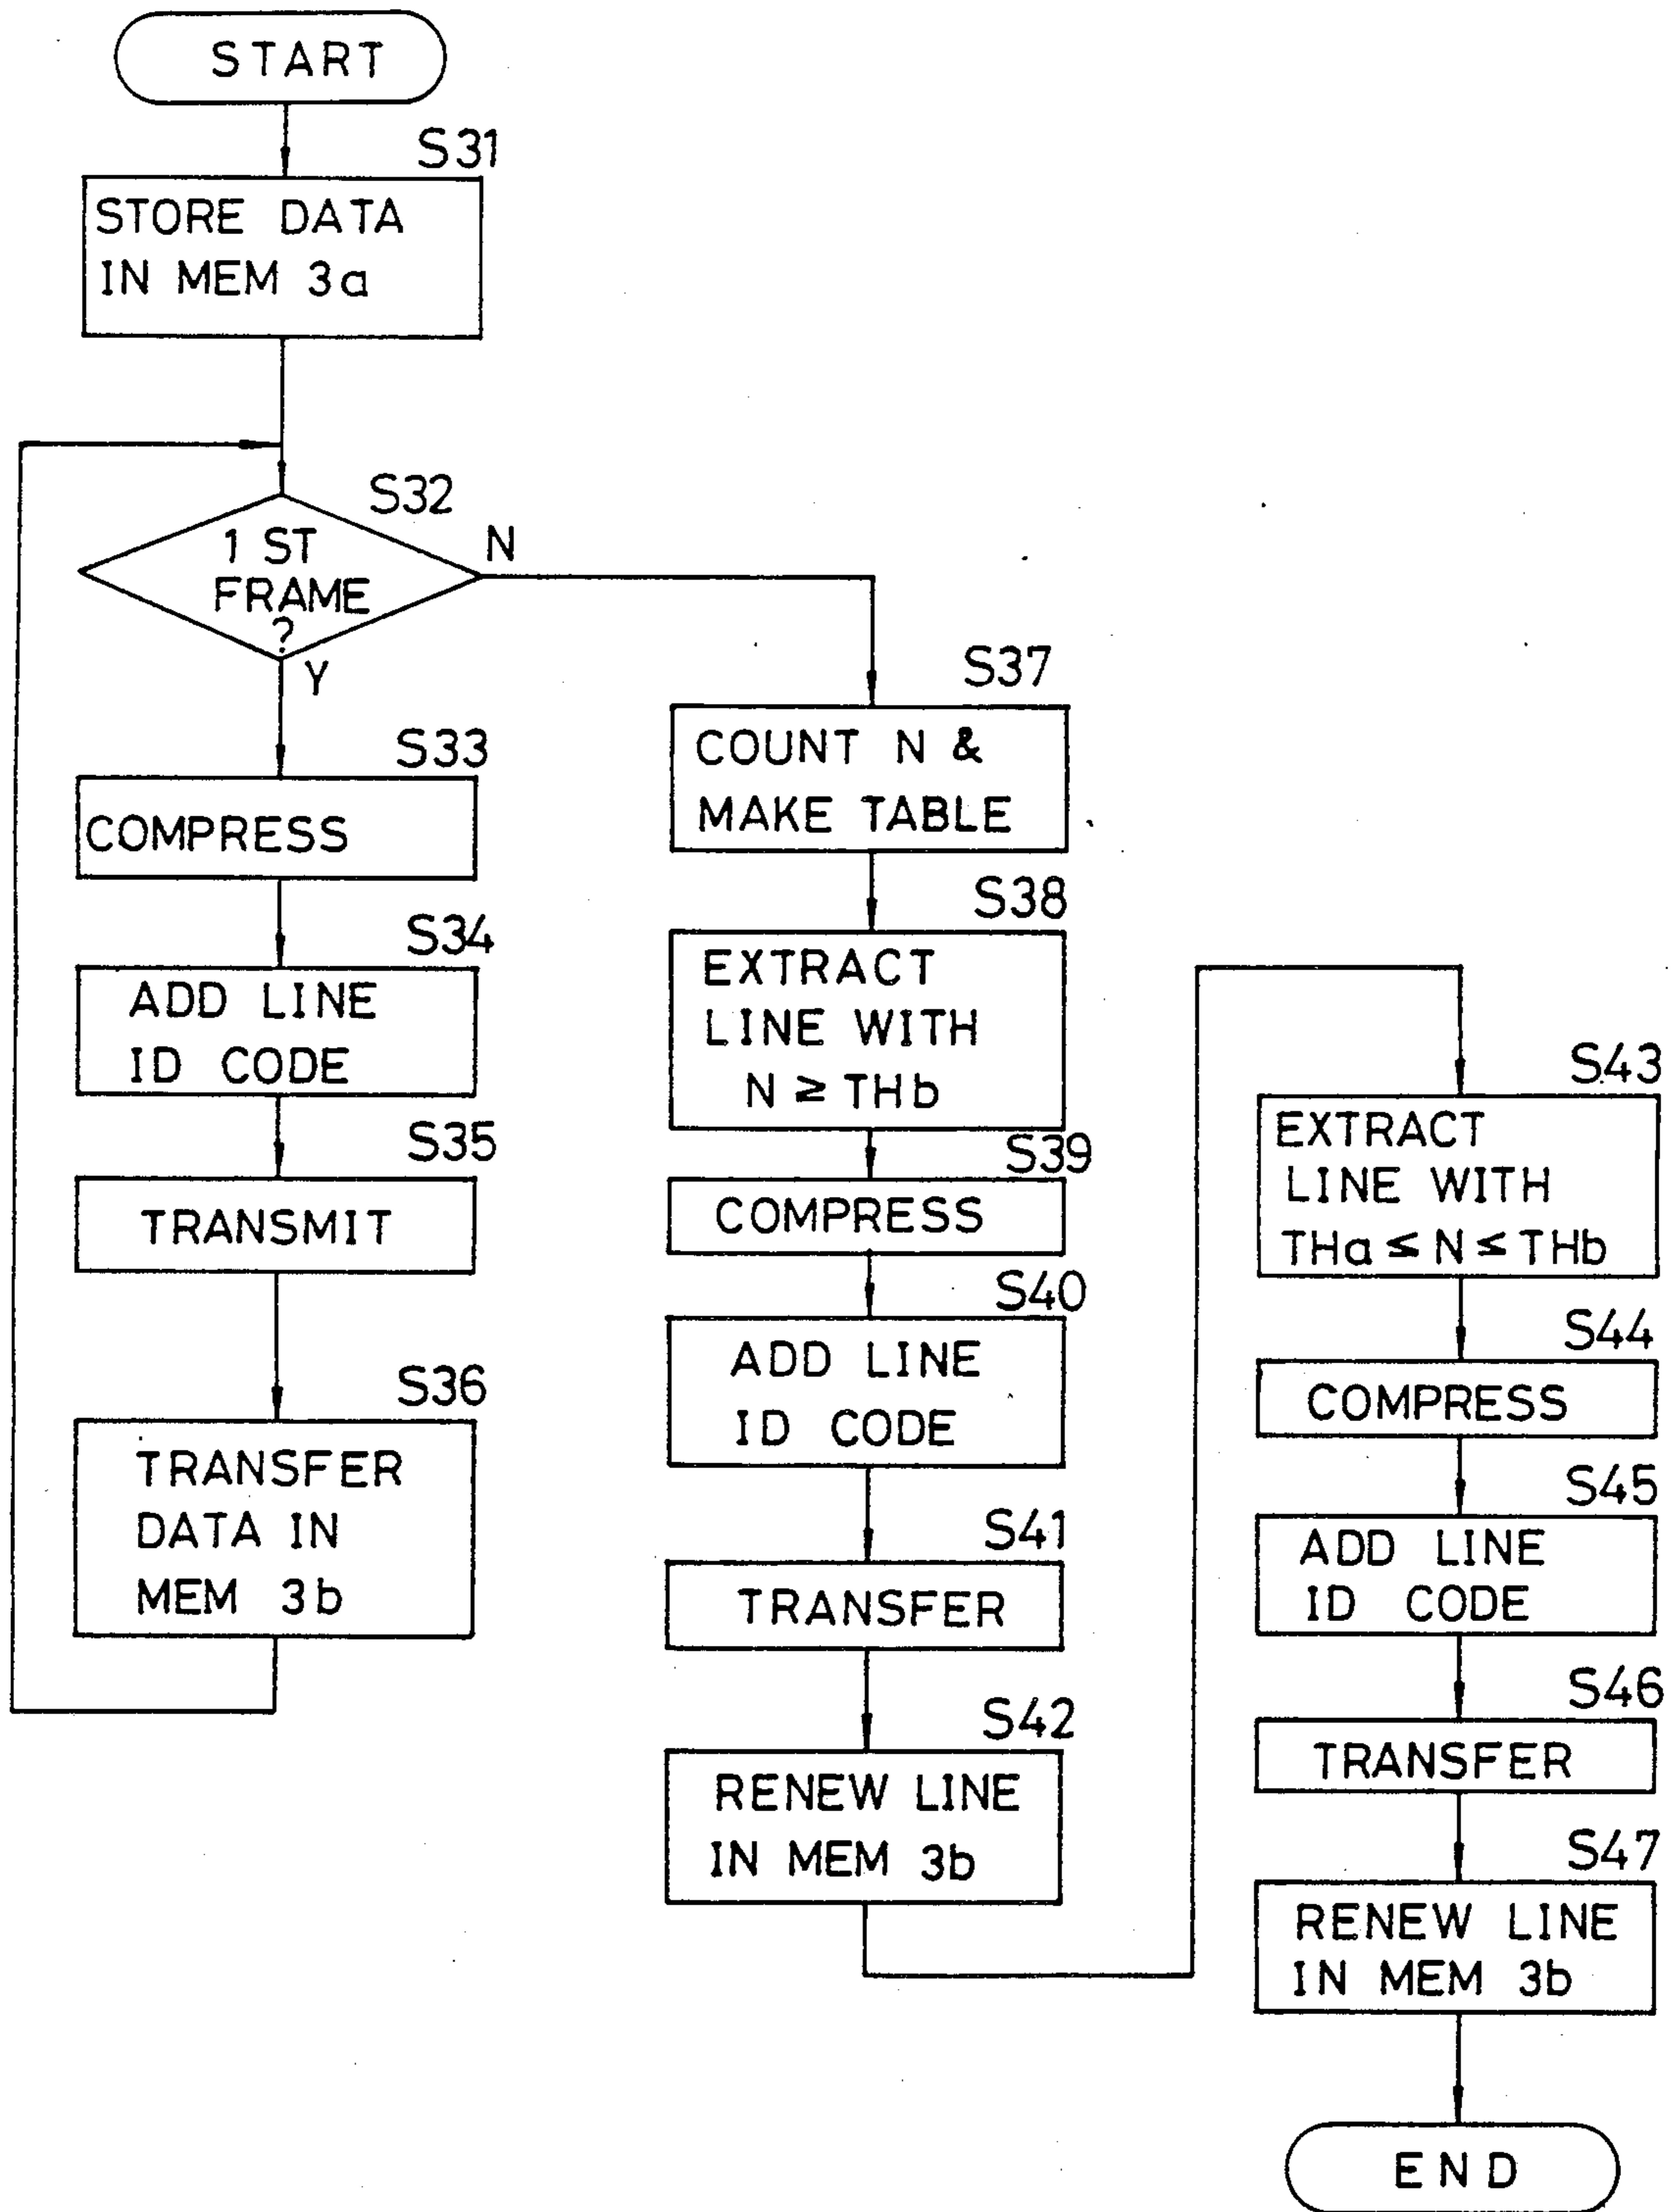 START
S31
STORE DATA
IN MEM 3a
S32
1 ST
FRAME
?
N
Y
S33
COMPRESS
S34
ADD LINE
ID CODE
S35
TRANSMIT
S36
TRANSFER
DATA IN
MEM 3b
S37
COUNT N &
MAKE TABLE
S38
EXTRACT
LINE WITH
N ≥ THb
S39
COMPRESS
S40
ADD LINE
ID CODE
S41
TRANSFER
S42
RENEW LINE
IN MEM 3b
S43
EXTRACT
LINE WITH
THa ≤ N ≤ THb
S44
COMPRESS
S45
ADD LINE
ID CODE
S46
TRANSFER
S47
RENEW LINE
IN MEM 3b
END